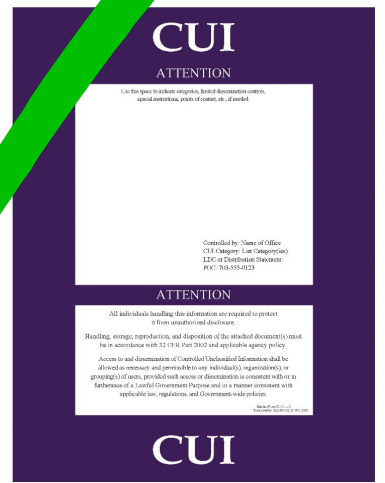 CUI
ATTENTION
Use this space to indicate categories, limited dissemination controls,
special instructions, points of contact, etc., if needed.
Controlled by: Name of Office
CUI Category: List Category(ies)
LDC or Distribution Statement:
POC: 703-555-0123
ATTENTION
All individuals handling this information are required to protect
it from unauthorized disclosure.
Handling, storage, reproduction, and disposition of the attached document(s) must
be in accordance with 32 CFR Part 2002 and applicable agency policy.
Access to and dissemination of Controlled Unclassified Information shall be
allowed as necessary and permissible to any individual(s), organization(s), or
grouping(s) of users, provided such access or dissemination is consistent with or in
furtherance of a Lawful Government Purpose and in a manner consistent with
applicable law, regulations, and Government-wide policies.
CUI